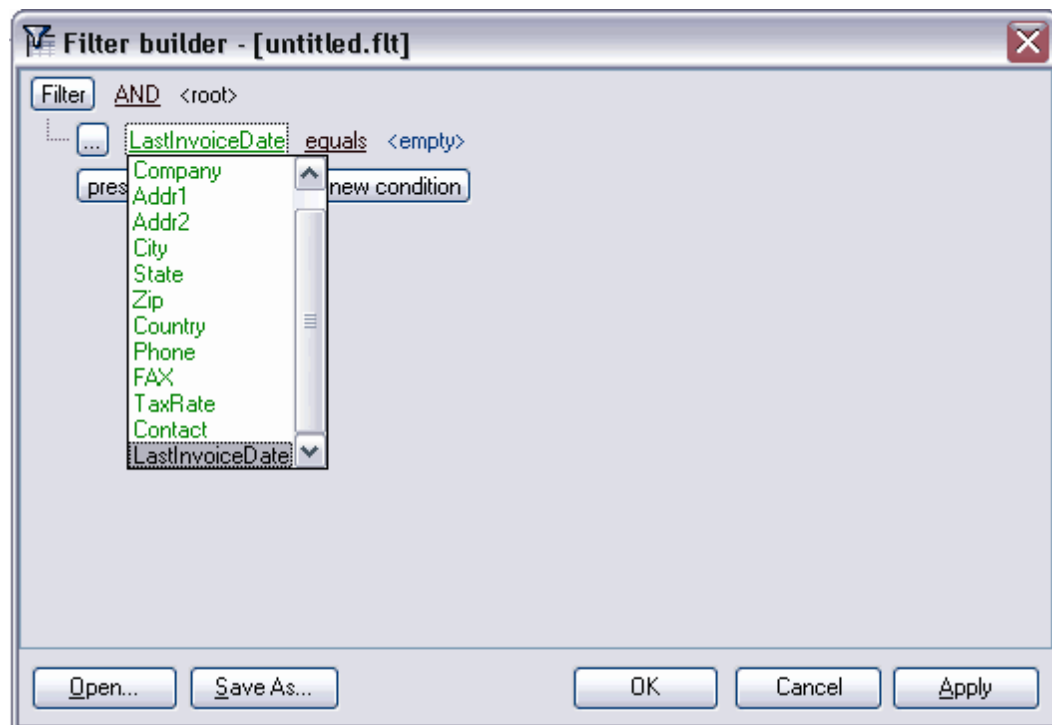 Filter builder - [untitled.flt]
Filter AND <root>
... LastInvoiceDate equals <empty>
pres new condition
Company
Addr1
Addr2
City
State
Zip
Country
Phone
FAX
TaxRate
Contact
LastInvoiceDate
Open... Save As... OK Cancel Apply